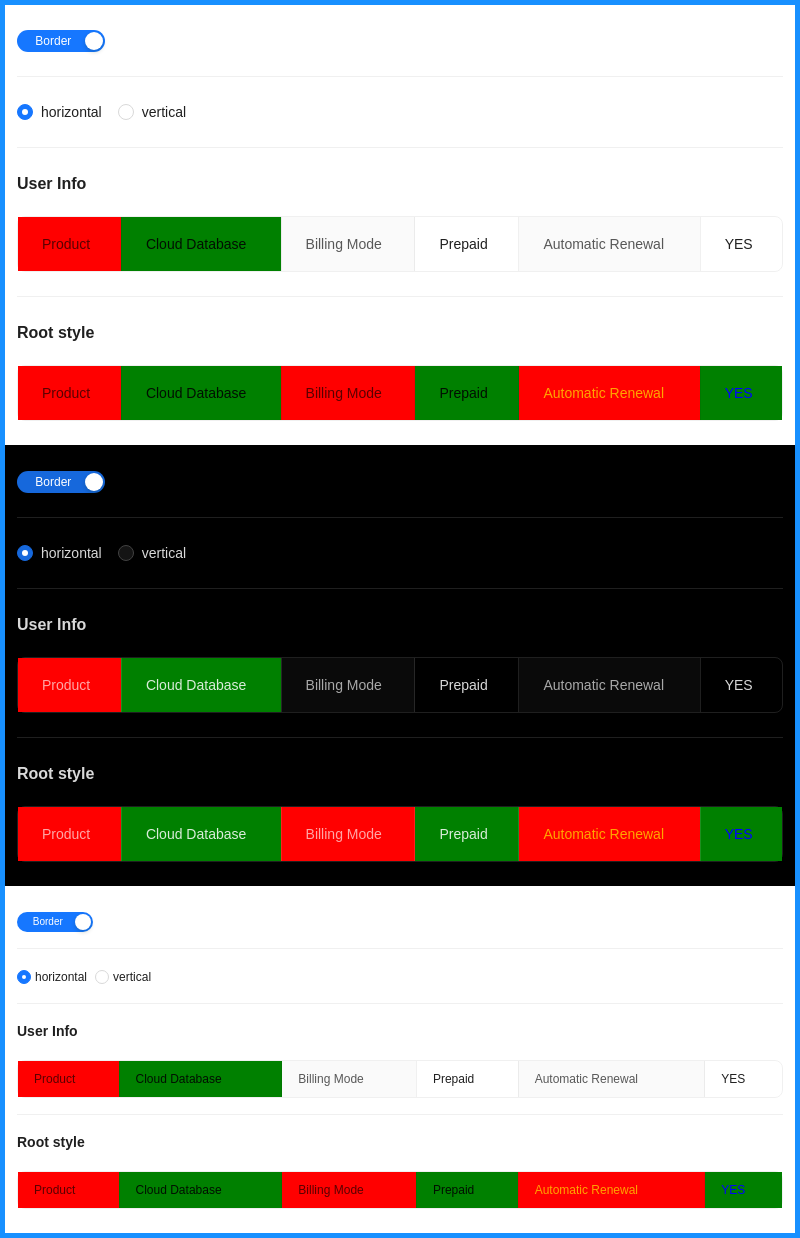 Border
horizontal vertical
User Info
Product Cloud Database Billing Mode Prepaid Automatic Renewal YES
Root style
Product Cloud Database Billing Mode Prepaid Automatic Renewal YES
Border
horizontal vertical
User Info
Product Cloud Database Billing Mode Prepaid Automatic Renewal YES
Root style
Product Cloud Database Billing Mode Prepaid Automatic Renewal YES
Border
horizontal vertical
User Info
Product Cloud Database Billing Mode Prepaid Automatic Renewal YES
Root style
Product Cloud Database Billing Mode Prepaid Automatic Renewal YES